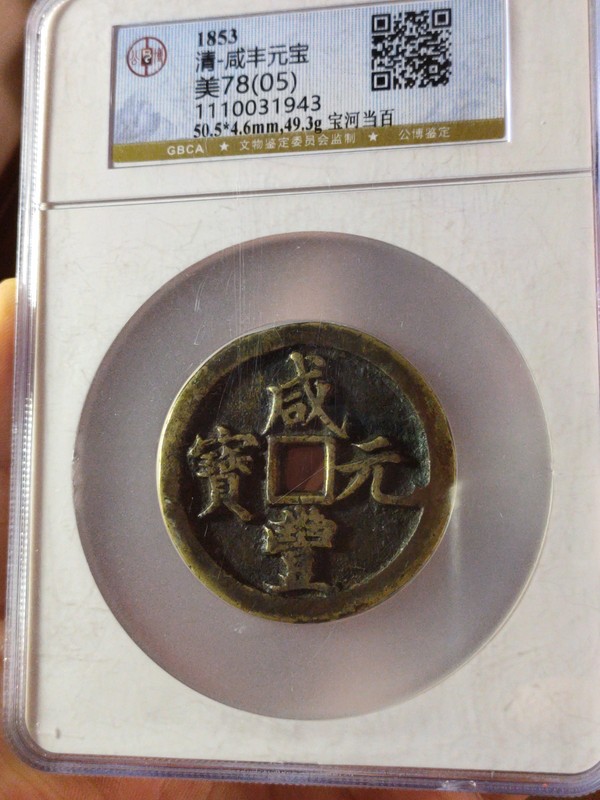 1853
清-咸丰元宝
美78(05)
1110031943
50.5*4.6mm,49.3g 宝河当百
GBCA ★ 文物鉴定委员会监制 ★ 公博鉴定
咸
寶 元
豐